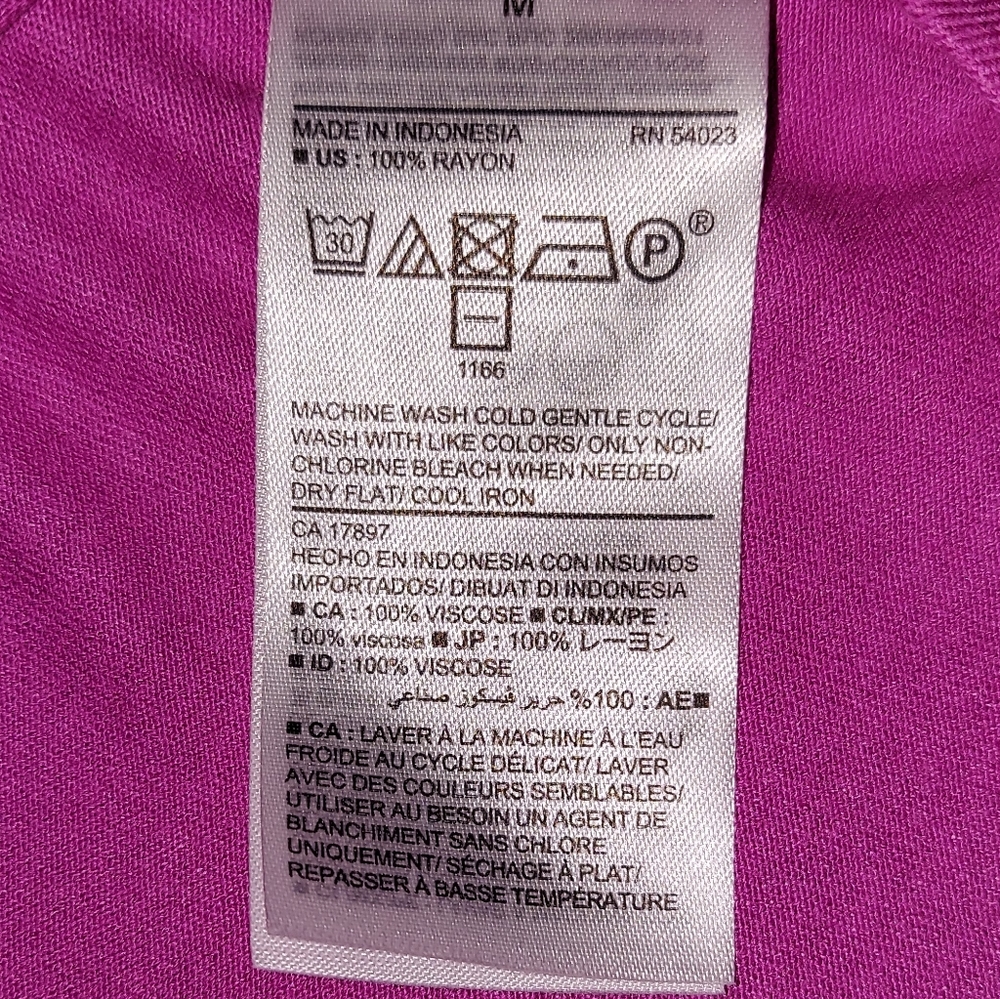 M
MADE IN INDONESIA RN 54023
■ US : 100% RAYON
30 P ®
1166
MACHINE WASH COLD GENTLE CYCLE/
WASH WITH LIKE COLORS/ ONLY NON-
CHLORINE BLEACH WHEN NEEDED/
DRY FLAT/ COOL IRON
CA 17897
HECHO EN INDONESIA CON INSUMOS
IMPORTADOS/ DIBUAT DI INDONESIA
■ CA : 100% VISCOSE ■ CL/MX/PE :
100% viscosa ■ JP : 100% レーヨン
■ ID : 100% VISCOSE
■AE : 100% حرير فيسكوز صناعي
■ CA : LAVER À LA MACHINE À L'EAU
FROIDE AU CYCLE DÉLICAT/ LAVER
AVEC DES COULEURS SEMBLABLES/
UTILISER AU BESOIN UN AGENT DE
BLANCHIMENT SANS CHLORE
UNIQUEMENT/ SÉCHAGE À PLAT/
REPASSER À BASSE TEMPÉRATURE